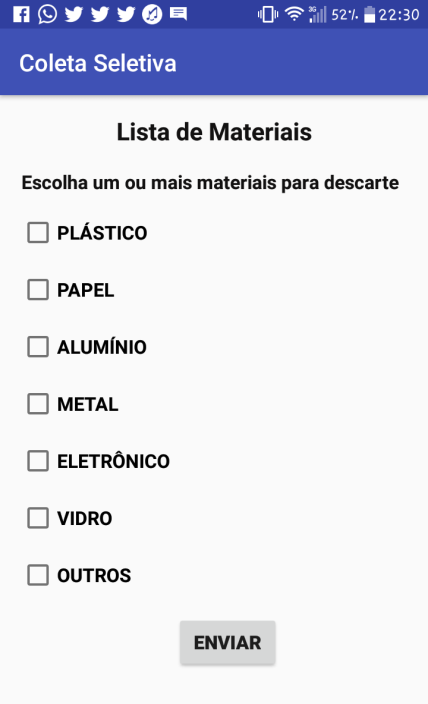 3G 52% 22:30
Coleta Seletiva
Lista de Materiais
Escolha um ou mais materiais para descarte
PLÁSTICO
PAPEL
ALUMÍNIO
METAL
ELETRÔNICO
VIDRO
OUTROS
ENVIAR